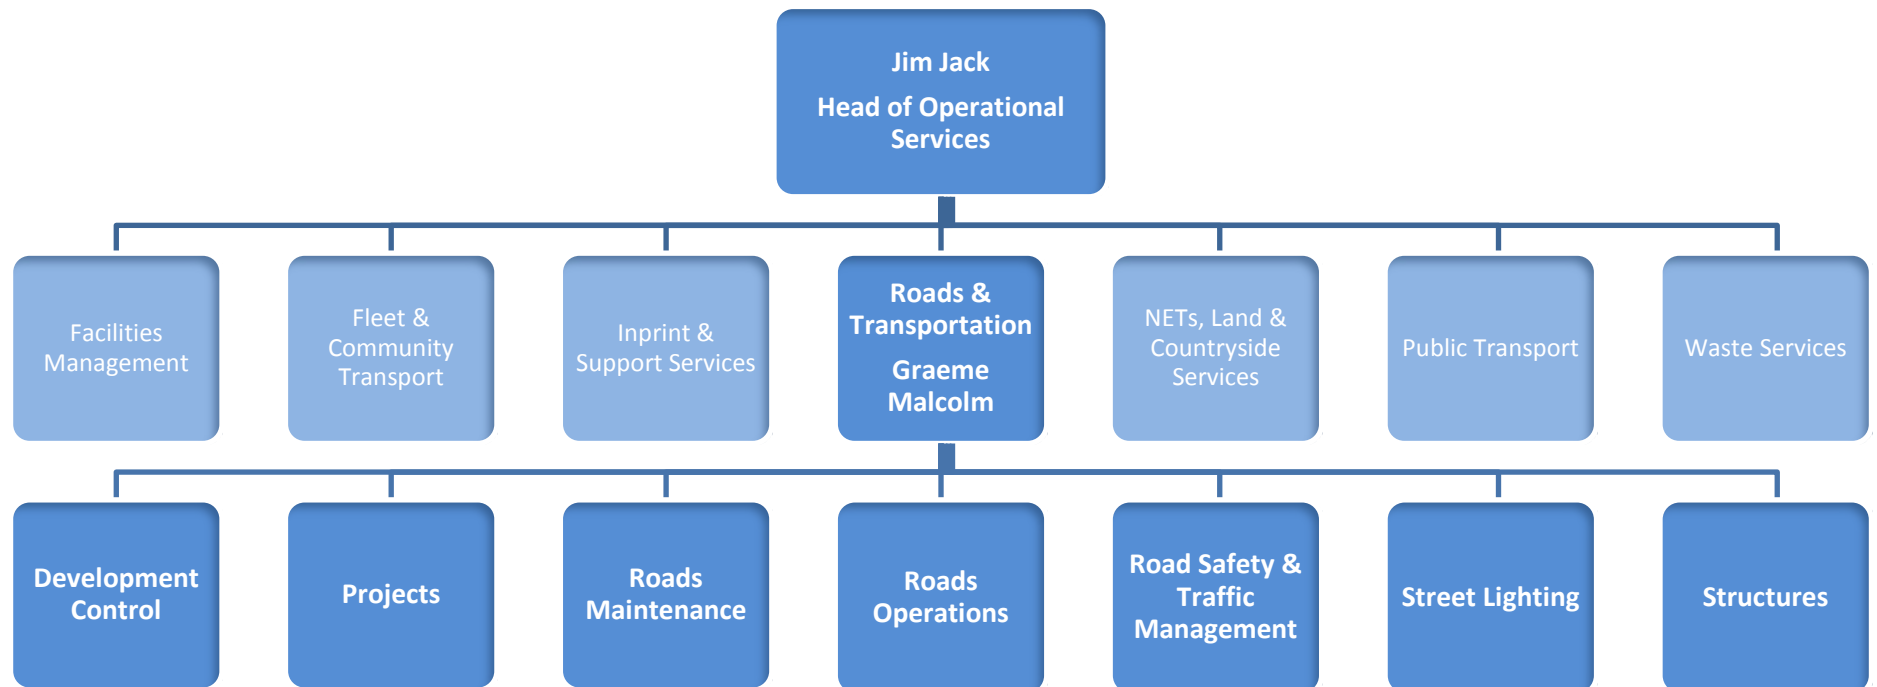 Jim Jack
Head of Operational
Services
Facilities
Management
Fleet &
Community
Transport
Inprint &
Support Services
Roads &
Transportation
Graeme
Malcolm
NETs, Land &
Countryside
Services
Public Transport
Waste Services
Development
Control
Projects
Roads
Maintenance
Roads
Operations
Road Safety &
Traffic
Management
Street Lighting
Structures